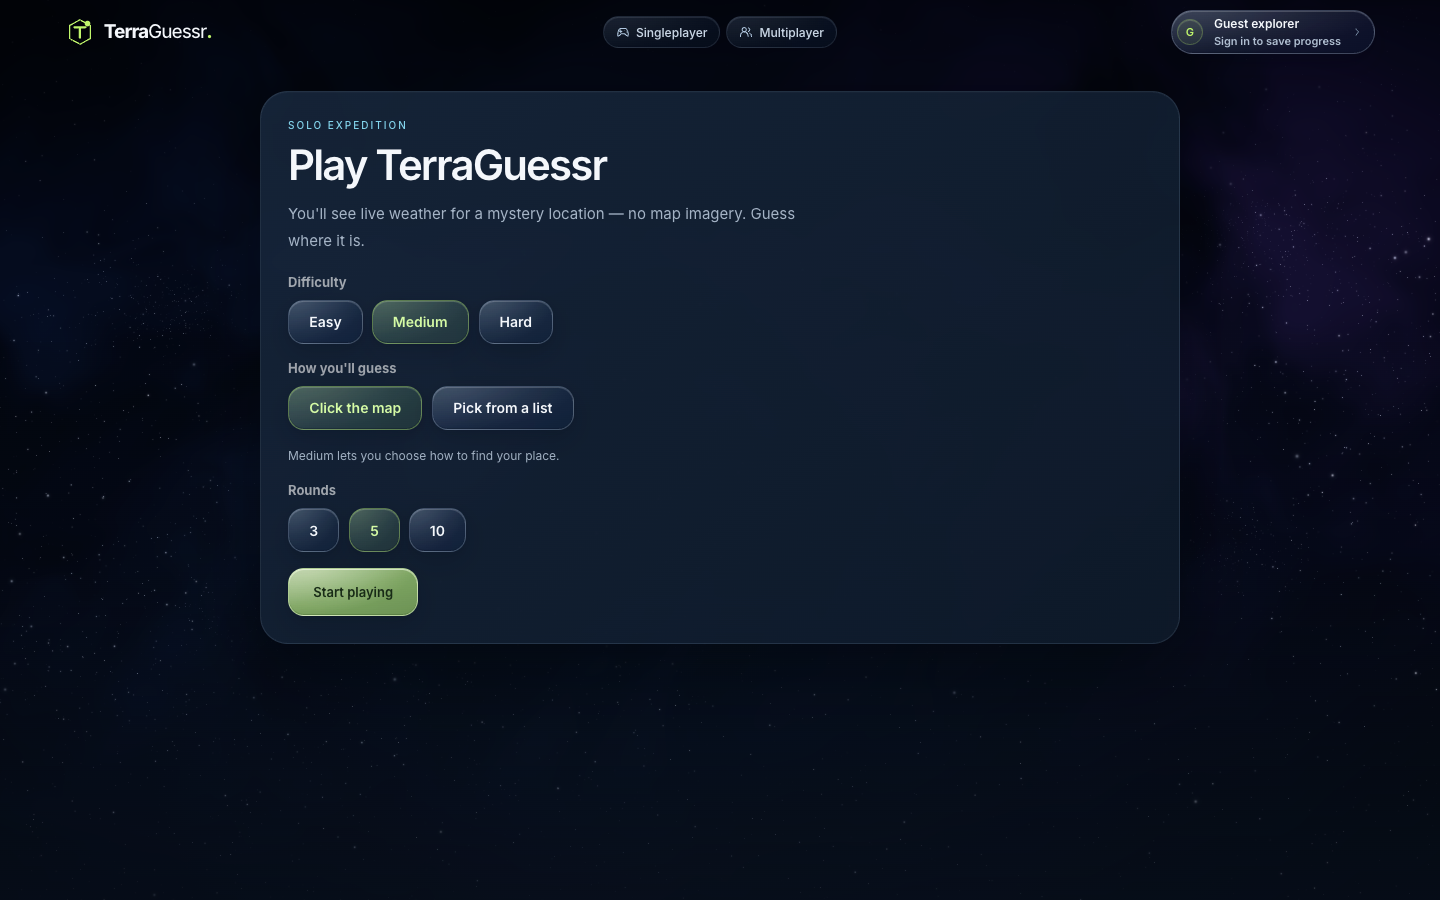 TerraGuessr.
Singleplayer
Multiplayer
G
Guest explorer
Sign in to save progress
SOLO EXPEDITION
Play TerraGuessr
You'll see live weather for a mystery location — no map imagery. Guess
where it is.
Difficulty
Easy
Medium
Hard
How you'll guess
Click the map
Pick from a list
Medium lets you choose how to find your place.
Rounds
3
5
10
Start playing